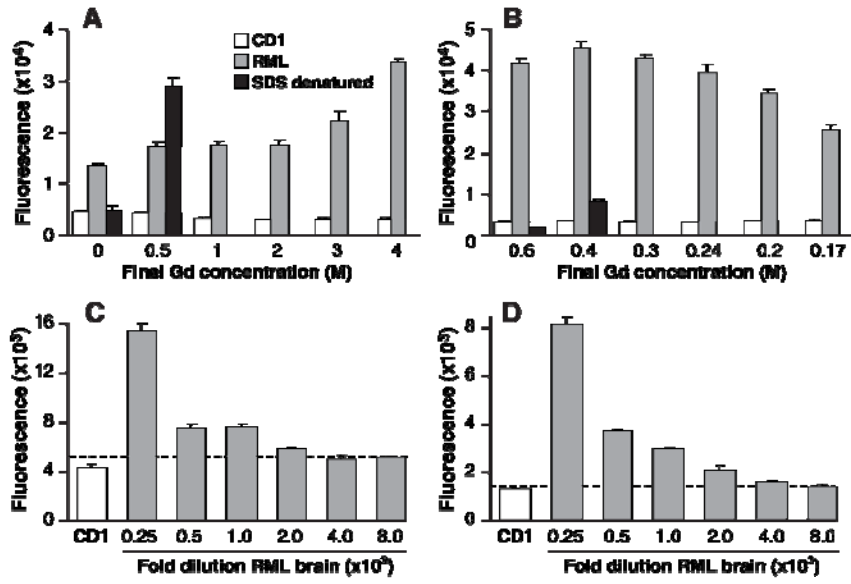 A
Fluorescence (x10⁴)
4
3
2
1
0
CD1
RML
SDS denatured
0 0.5 1 2 3 4
Final Gd concentration (M)
B
Fluorescence (x10⁴)
5
4
3
2
1
0
0.6 0.4 0.3 0.24 0.2 0.17
Final Gd concentration (M)
C
Fluorescence (x10³)
16
12
8
4
0
CD1 0.25 0.5 1.0 2.0 4.0 8.0
Fold dilution RML brain (x10³)
D
Fluorescence (x10³)
8
6
4
2
0
CD1 0.25 0.5 1.0 2.0 4.0 8.0
Fold dilution RML brain (x10³)